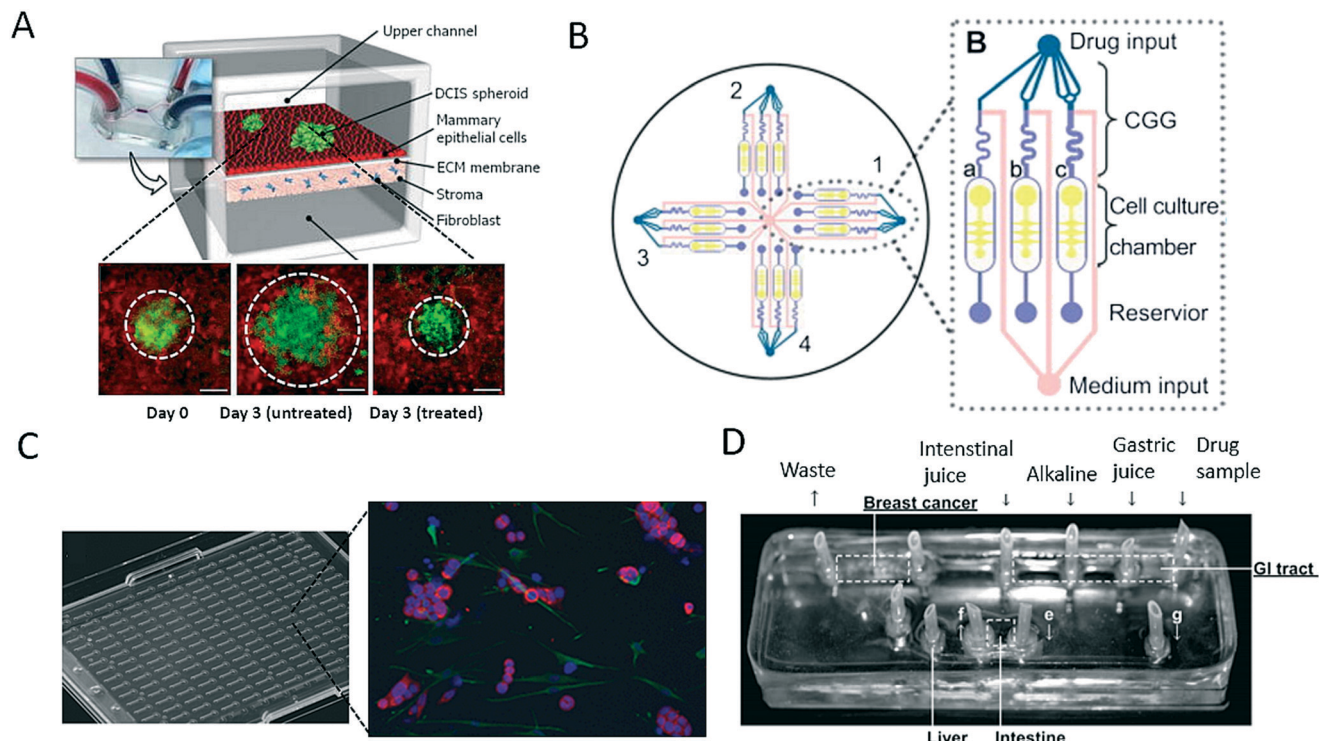 A
Upper channel
DCIS spheroid
Mammary
epithelial cells
ECM membrane
Stroma
Fibroblast
Day 0
Day 3 (untreated)
Day 3 (treated)
B
1
2
3
4
B
Drug input
CGG
a
b
c
Cell culture
chamber
Reservior
Medium input
C
D
Waste
Intenstinal
juice
Alkaline
Gastric
juice
Drug
sample
Breast cancer
GI tract
f
e
g
Liver
Intestine